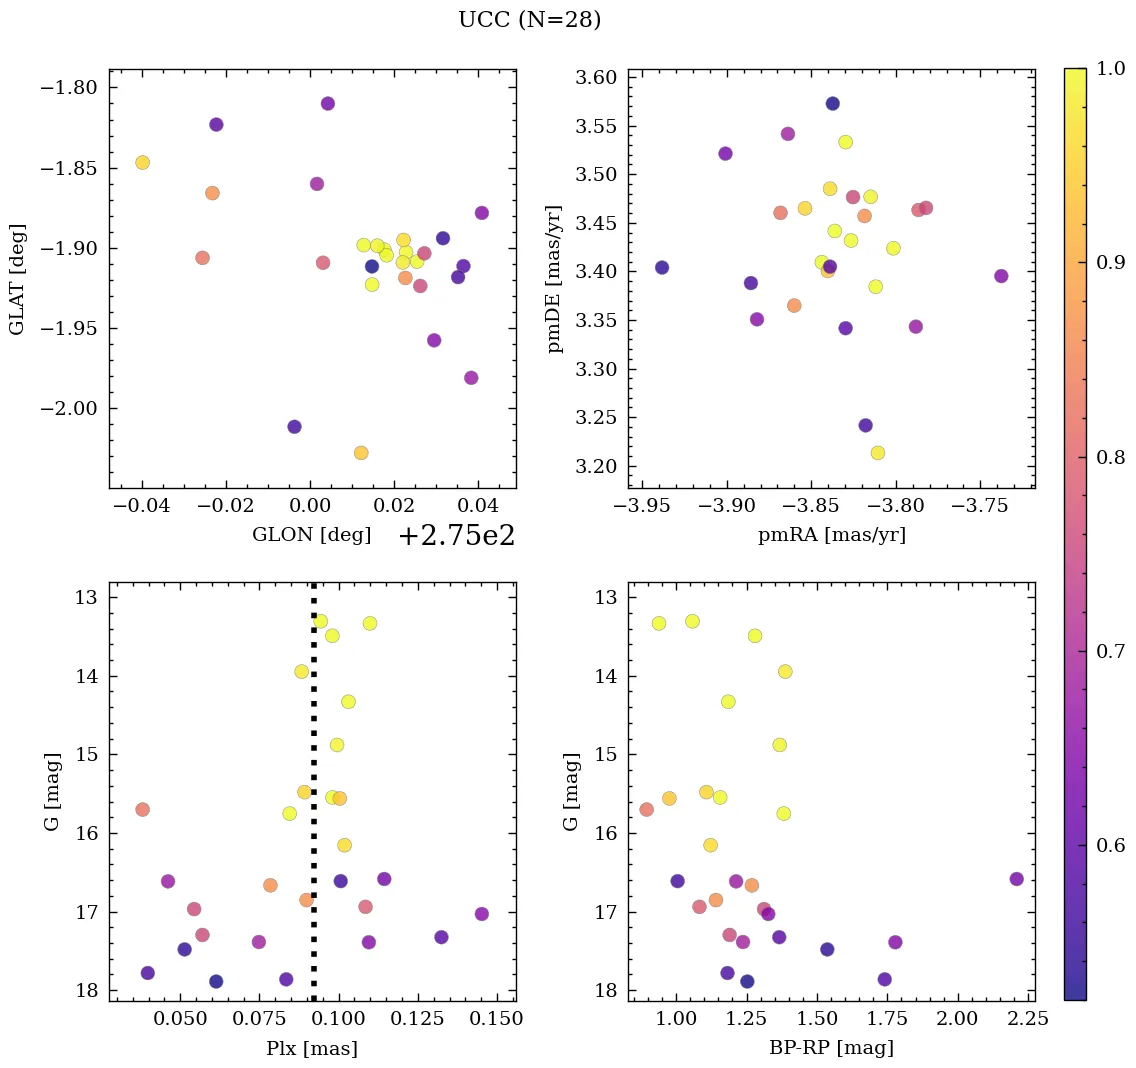 UCC (N=28)
−1.80
−1.85
−1.90
−1.95
−2.00
GLAT [deg]
−0.04 −0.02 0.00 0.02 0.04
GLON [deg]
+2.75e2
3.60
3.55
3.50
3.45
3.40
3.35
3.30
3.25
3.20
pmDE [mas/yr]
−3.95 −3.90 −3.85 −3.80 −3.75
pmRA [mas/yr]
13
14
15
16
17
18
G [mag]
0.050 0.075 0.100 0.125 0.150
Plx [mas]
13
14
15
16
17
18
G [mag]
1.00 1.25 1.50 1.75 2.00 2.25
BP-RP [mag]
1.0
0.9
0.8
0.7
0.6